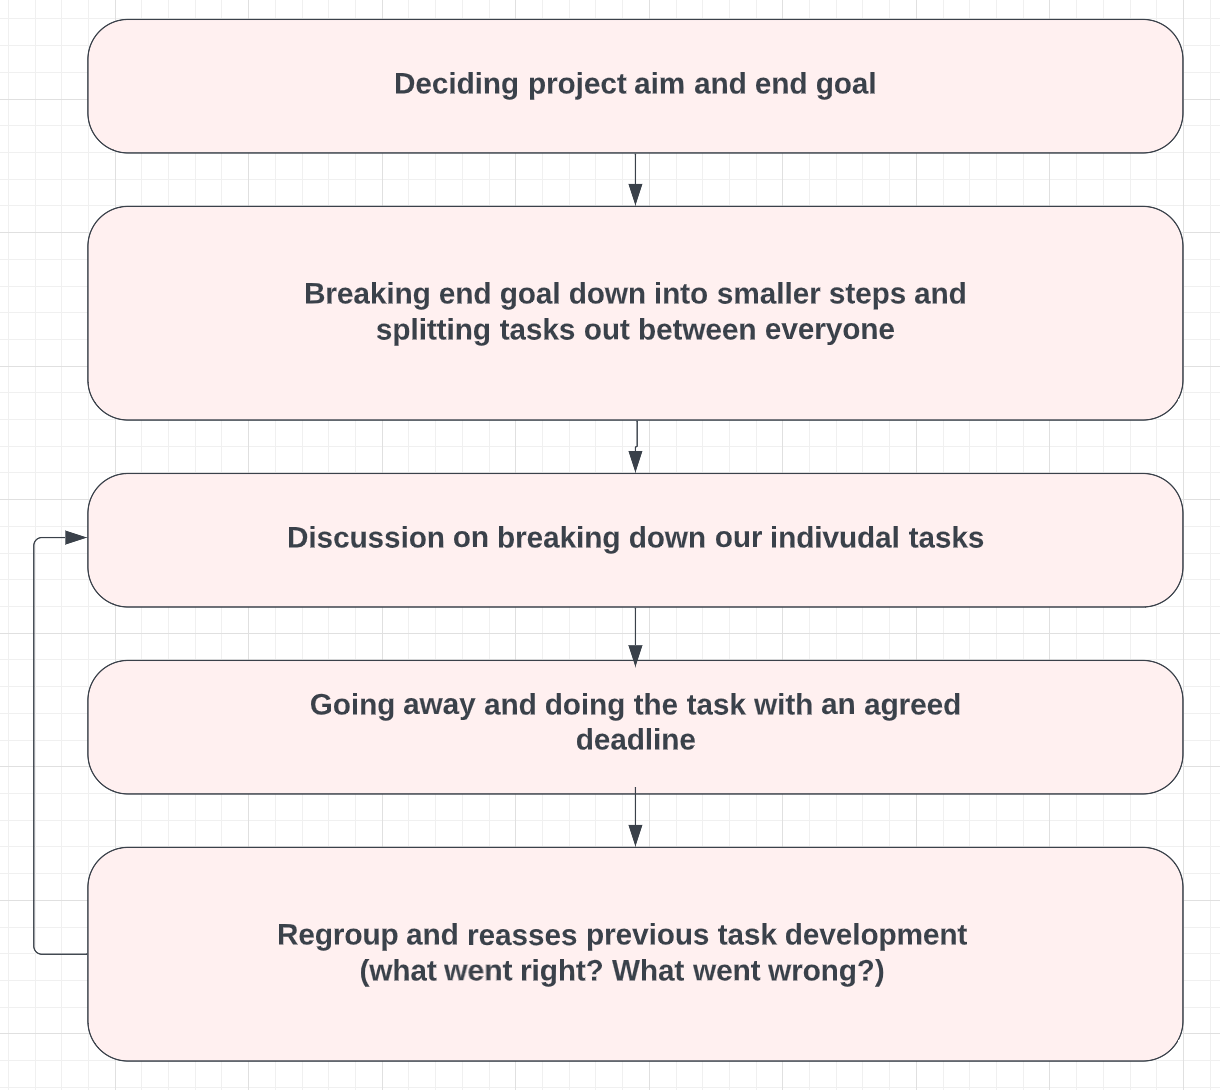 Deciding project aim and end goal
Breaking end goal down into smaller steps and
splitting tasks out between everyone
Discussion on breaking down our indivudal tasks
Going away and doing the task with an agreed
deadline
Regroup and reasses previous task development
(what went right? What went wrong?)